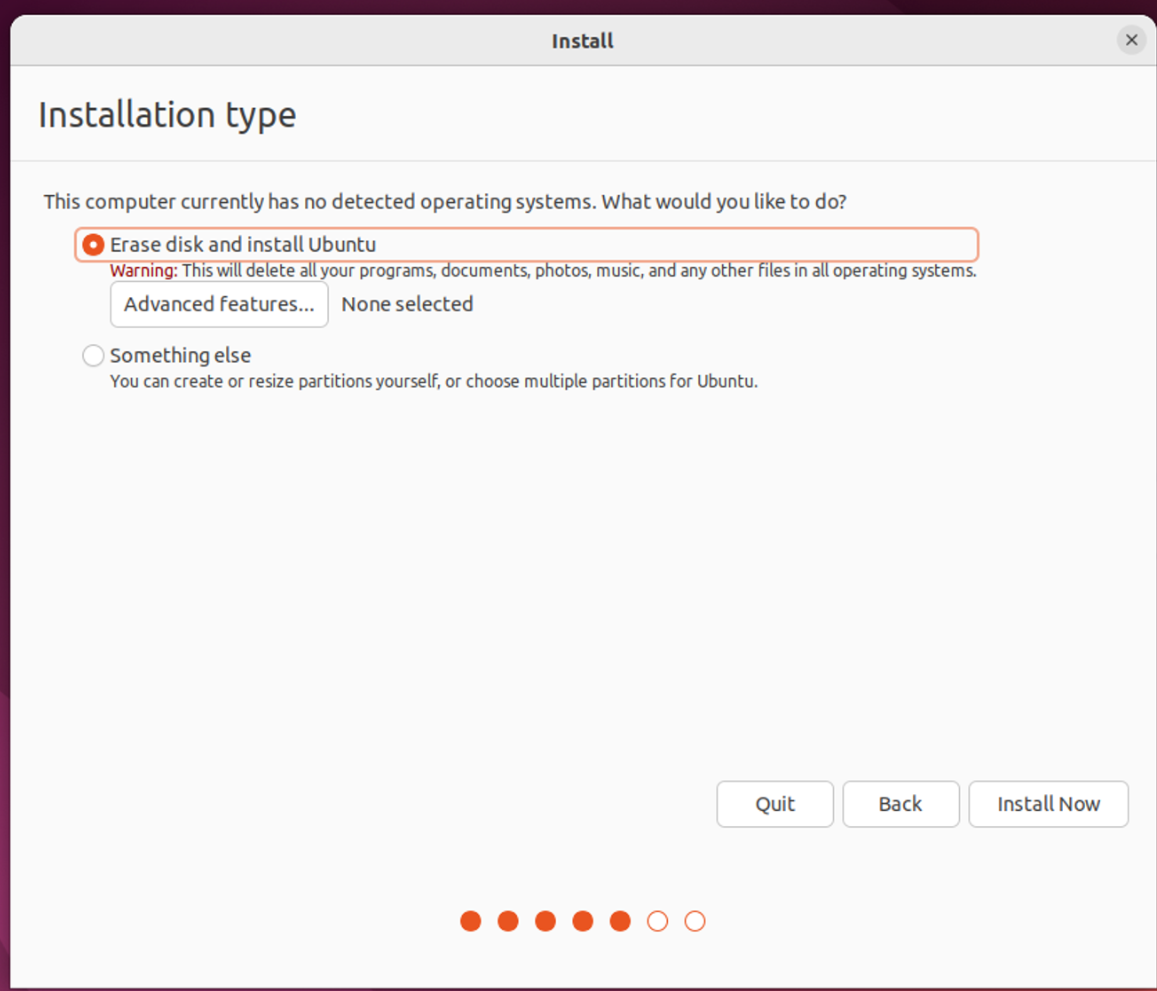 Install
Installation type
This computer currently has no detected operating systems. What would you like to do?
Erase disk and install Ubuntu
Warning: This will delete all your programs, documents, photos, music, and any other files in all operating systems.
Advanced features... None selected
Something else
You can create or resize partitions yourself, or choose multiple partitions for Ubuntu.
Quit Back Install Now